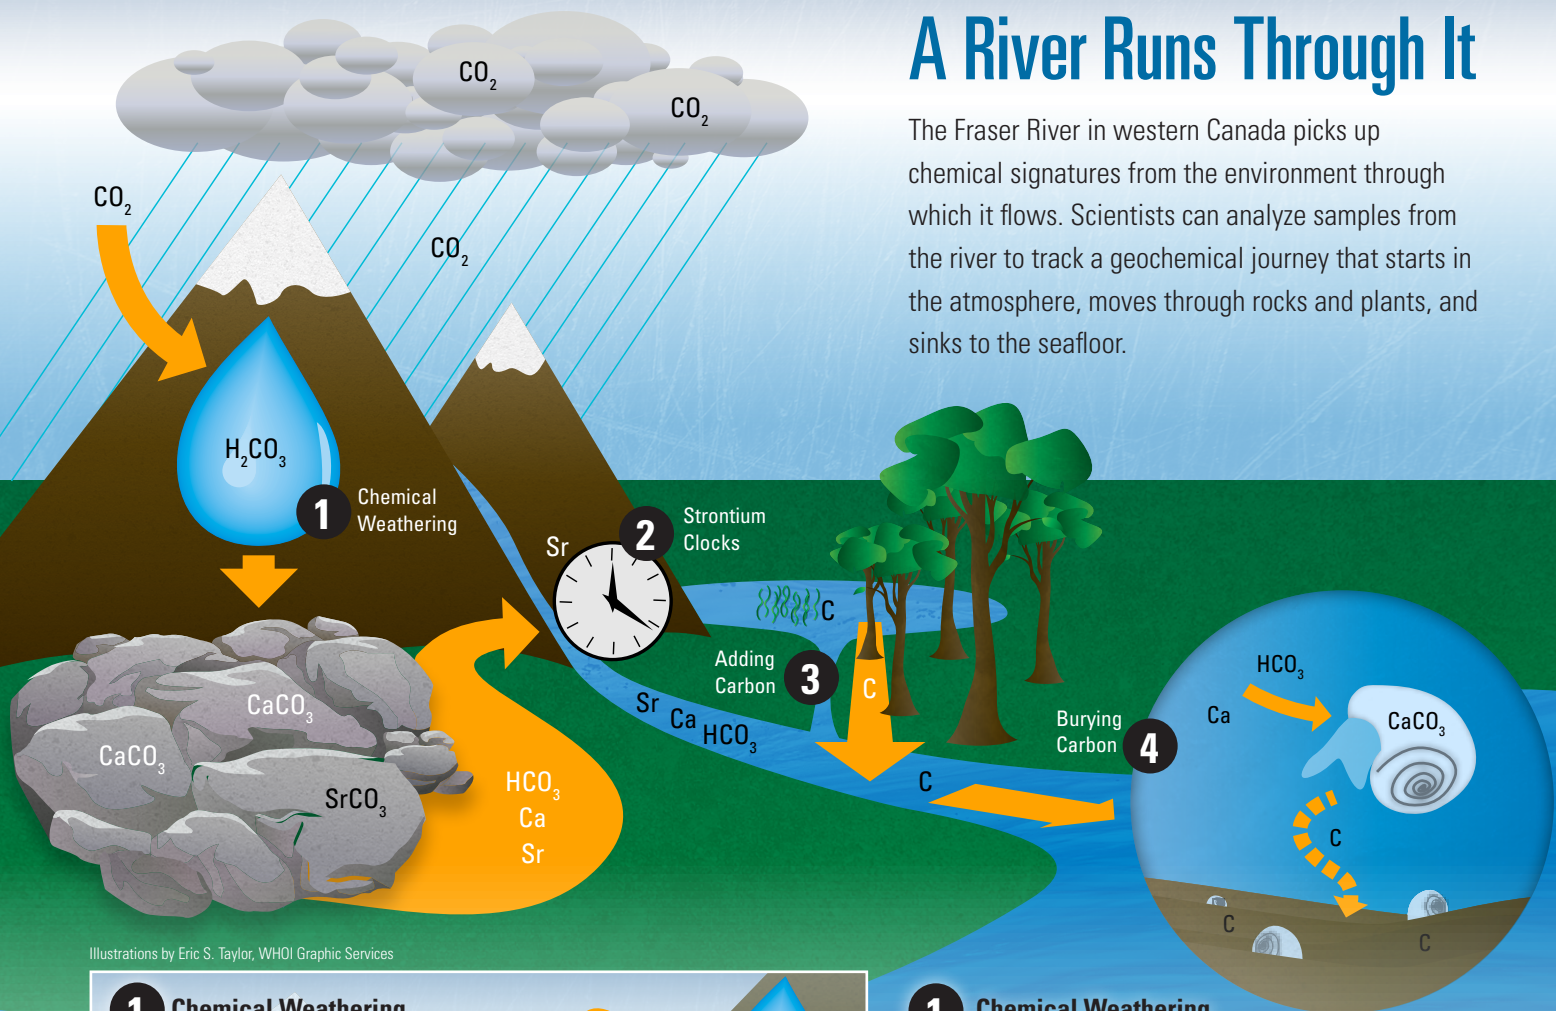 A River Runs Through It
The Fraser River in western Canada picks up
chemical signatures from the environment through
which it flows. Scientists can analyze samples from
the river to track a geochemical journey that starts in
the atmosphere, moves through rocks and plants, and
sinks to the seafloor.
CO₂
CO₂
CO₂
CO₂
H₂CO₃
1
Chemical
Weathering
Sr
2
Strontium
Clocks
C
Adding
Carbon
3
C
CaCO₃
CaCO₃
SrCO₃
HCO₃
Ca
Sr
Sr
Ca
HCO₃
C
Burying
Carbon
4
HCO₃
Ca
CaCO₃
C
C
C
Illustrations by Eric S. Taylor, WHOI Graphic Services
1 Chemical Weathering
1 Chemical Weathering